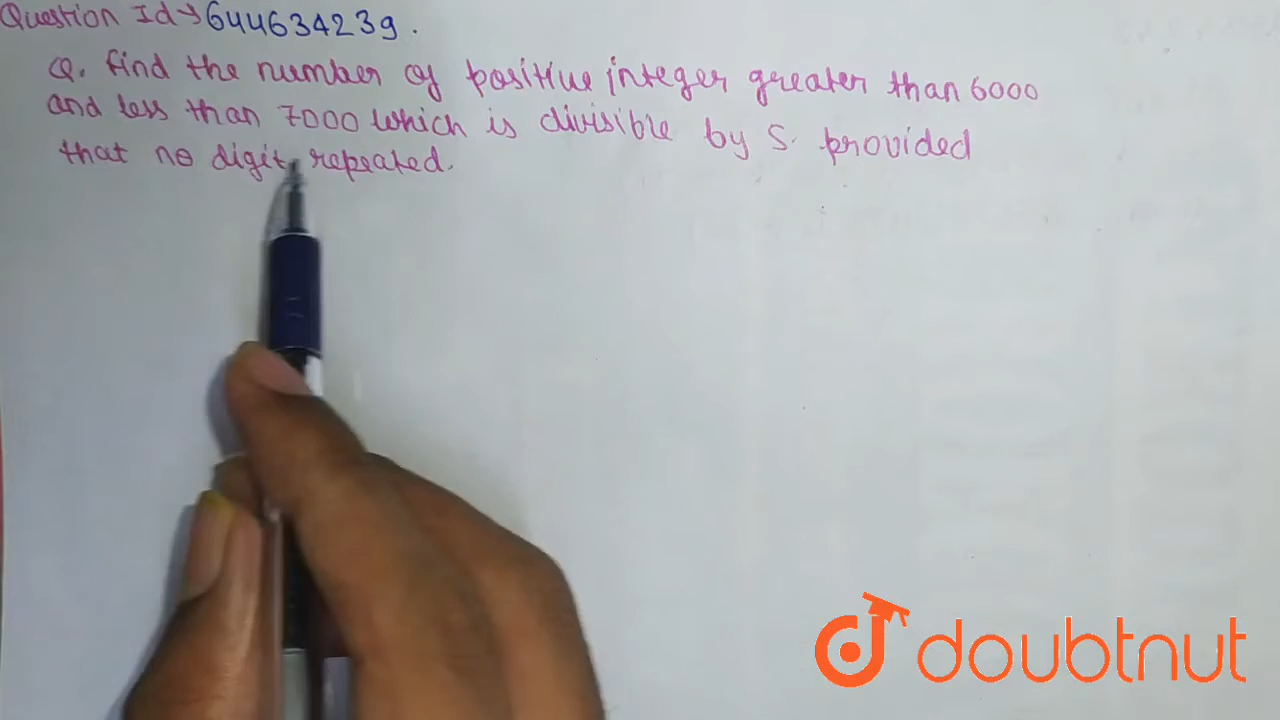 Question Id → 644634239.
Q. find the number of positive integer greater than 6000
and less than 7000 which is divisible by 5. provided
that no digit repeated.
doubtnut